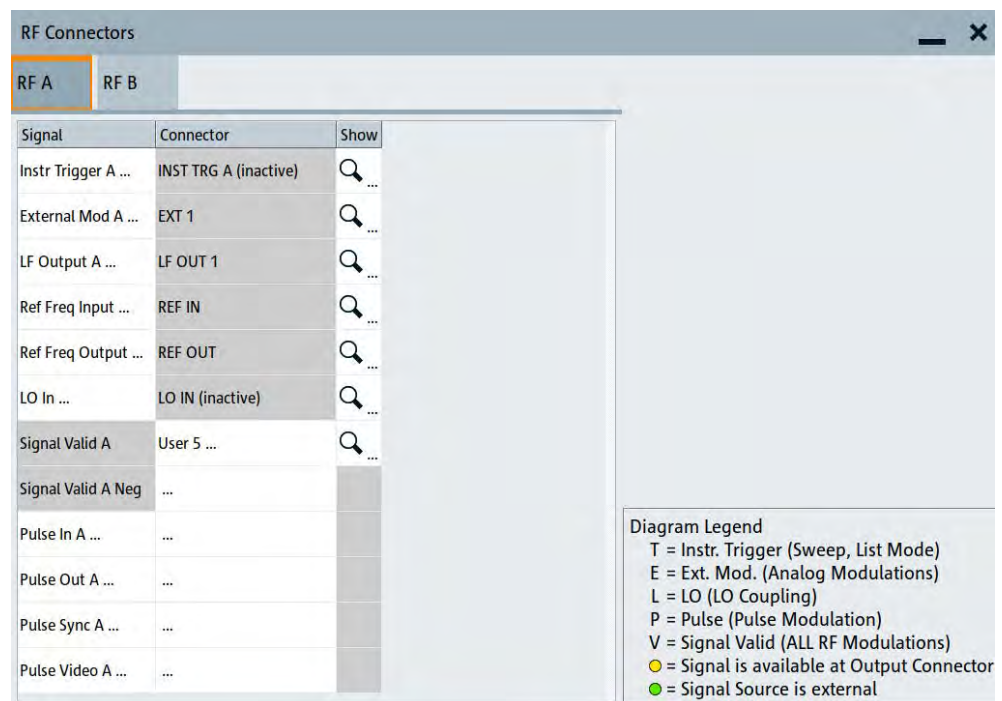 RF Connectors
RF A RF B
Signal Connector Show
Instr Trigger A ... INST TRG A (inactive) ...
External Mod A ... EXT 1 ...
LF Output A ... LF OUT 1 ...
Ref Freq Input ... REF IN ...
Ref Freq Output ... REF OUT ...
LO In ... LO IN (inactive) ...
Signal Valid A User 5 ... ...
Signal Valid A Neg ...
Pulse In A ... ...
Pulse Out A ... ...
Pulse Sync A ... ...
Pulse Video A ... ...
Diagram Legend
T = Instr. Trigger (Sweep, List Mode)
E = Ext. Mod. (Analog Modulations)
L = LO (LO Coupling)
P = Pulse (Pulse Modulation)
V = Signal Valid (ALL RF Modulations)
= Signal is available at Output Connector
= Signal Source is external